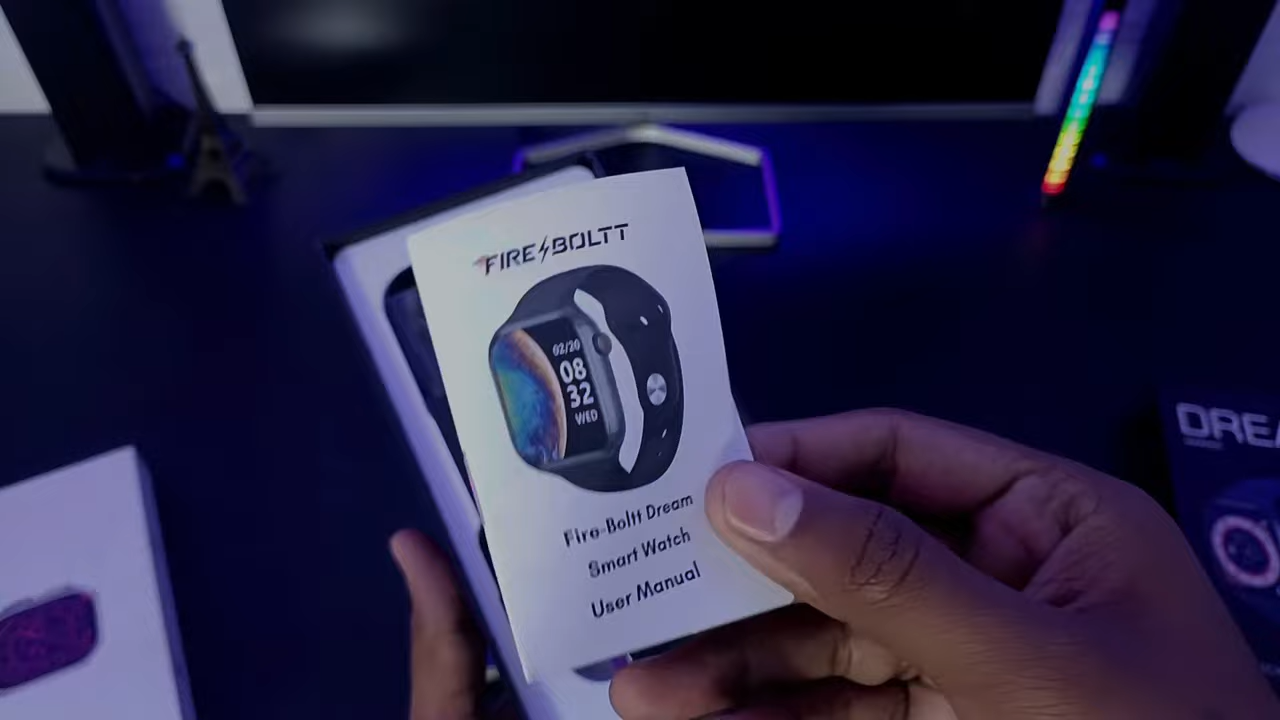 FIRE BOLTT
02/20
08
32
WED
Fire-Boltt Dream
Smart Watch
User Manual
DREA